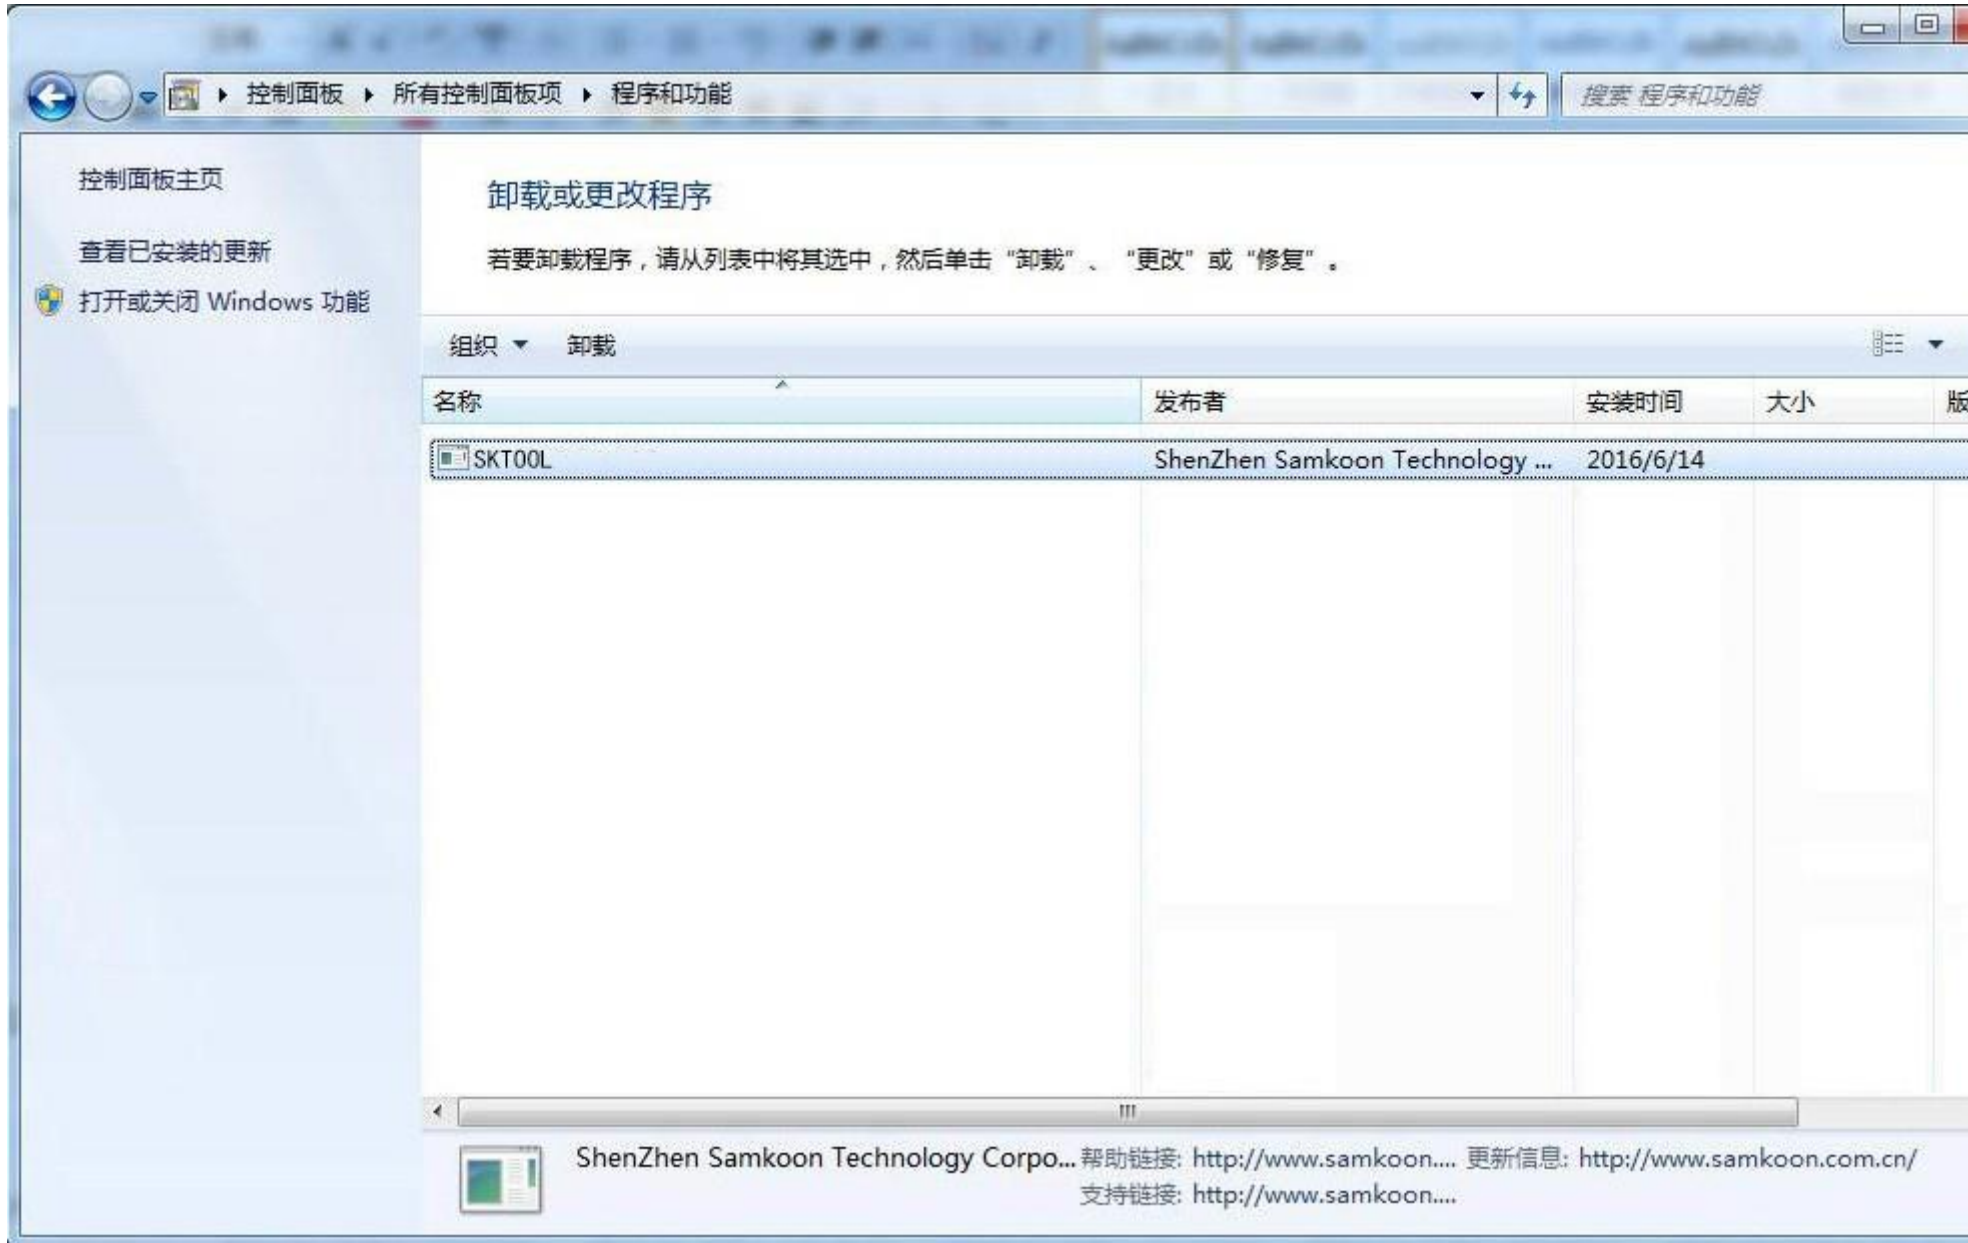 控制面板 ▸ 所有控制面板项 ▸ 程序和功能
搜索 程序和功能
控制面板主页
查看已安装的更新
打开或关闭 Windows 功能
卸载或更改程序
若要卸载程序，请从列表中将其选中，然后单击“卸载”、“更改”或“修复”。
组织 卸载
名称 发布者 安装时间 大小 版
SKTOOL ShenZhen Samkoon Technology ... 2016/6/14
ShenZhen Samkoon Technology Corpo... 帮助链接: http://www.samkoon.... 更新信息: http://www.samkoon.com.cn/
支持链接: http://www.samkoon....